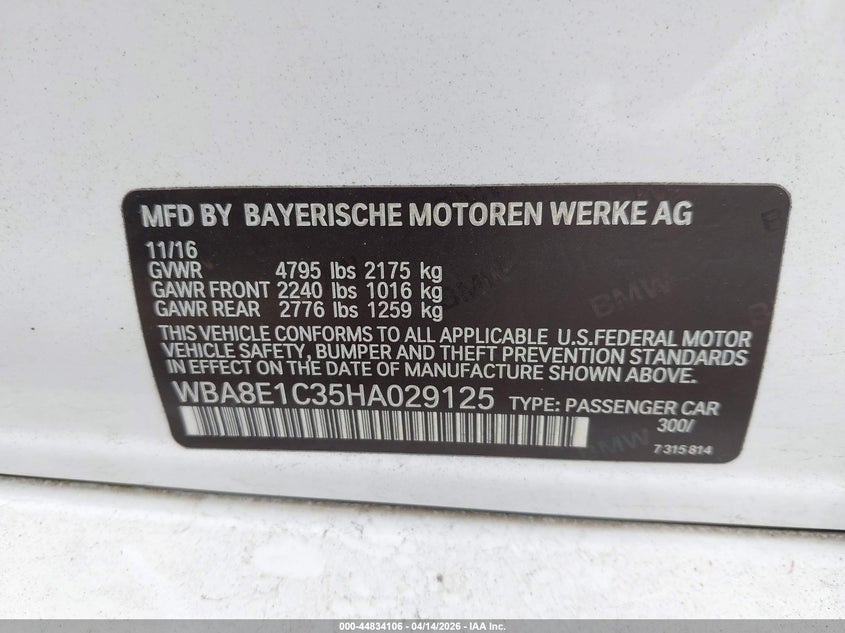 MFD BY BAYERISCHE MOTOREN WERKE AG
11/16
GVWR 4795 lbs 2175 kg
GAWR FRONT 2240 lbs 1016 kg
GAWR REAR 2776 lbs 1259 kg
THIS VEHICLE CONFORMS TO ALL APPLICABLE U.S.FEDERAL MOTOR
VEHICLE SAFETY, BUMPER AND THEFT PREVENTION STANDARDS
IN EFFECT ON THE DATE OF MANUFACTURE SHOWN ABOVE.
WBA8E1C35HA029125 TYPE: PASSENGER CAR
300/
7 315 814
BMW
BMW
BMW
000-44834106 - 04/14/2026 - IAA Inc.